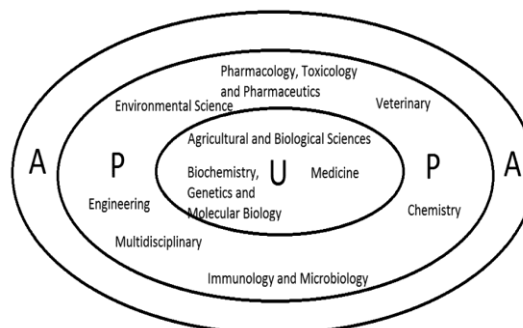 Pharmacology, Toxicology
and Pharmaceutics
Environmental Science
Veterinary
Agricultural and Biological Sciences
A
P
Biochemistry,
Genetics and
Molecular Biology
U
Medicine
P
A
Engineering
Chemistry
Multidisciplinary
Immunology and Microbiology